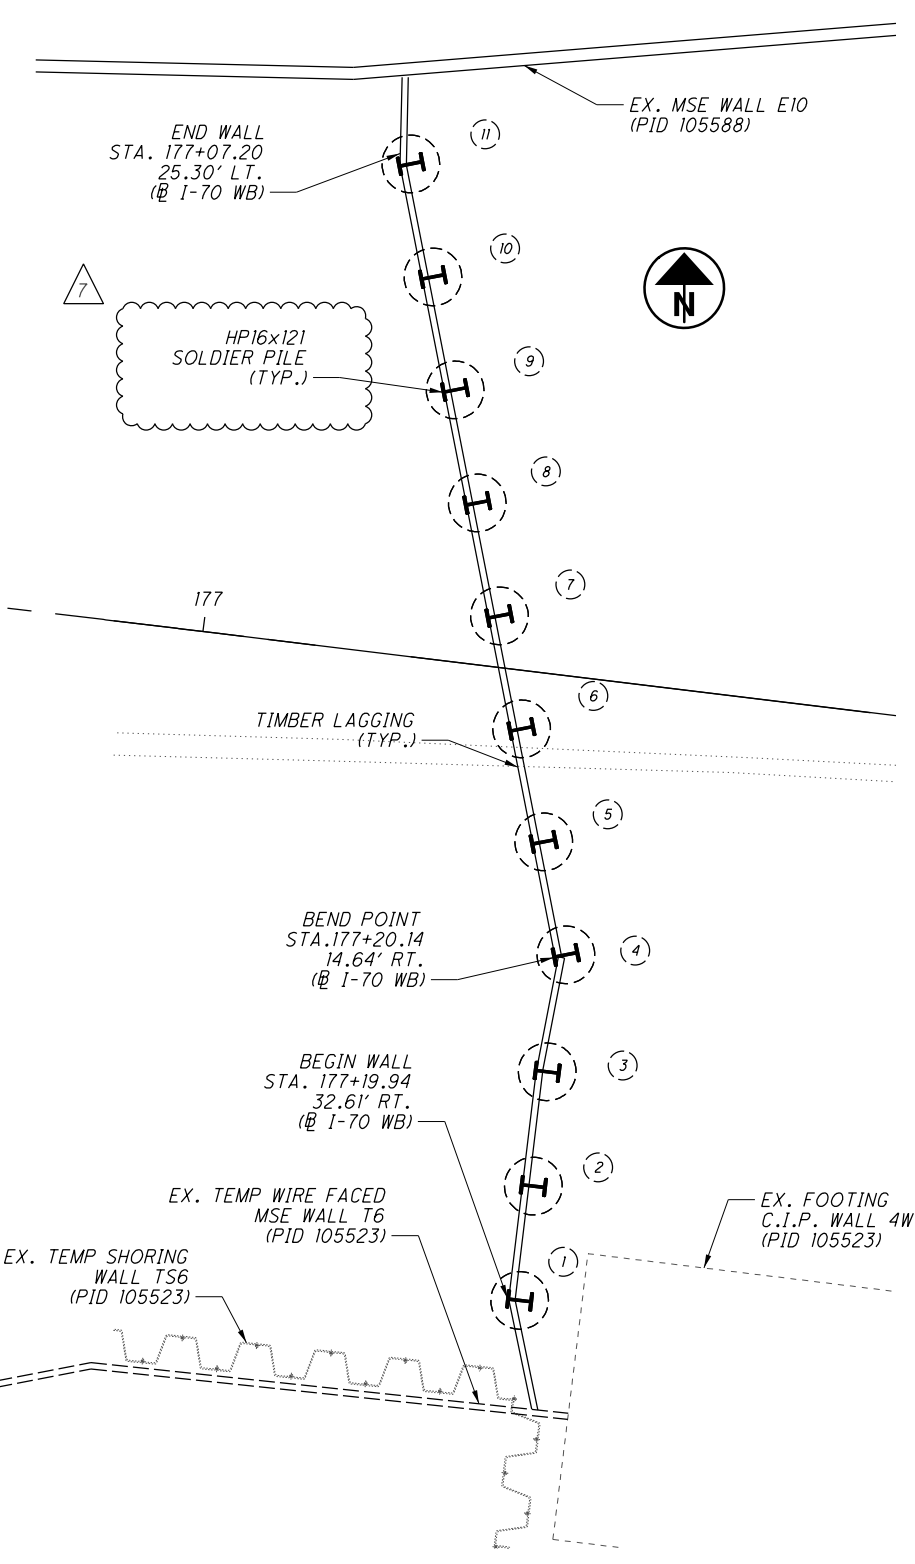 EX. MSE WALL E10
(PID 105588)
11
END WALL
STA. 177+07.20
25.30' LT.
(BL I-70 WB)
10
N
7
HP16x121
SOLDIER PILE
(TYP.)
9
8
7
177
6
TIMBER LAGGING
(TYP.)
5
BEND POINT
STA.177+20.14
14.64' RT.
(BL I-70 WB)
4
BEGIN WALL
STA. 177+19.94
32.61' RT.
(BL I-70 WB)
3
2
EX. TEMP WIRE FACED
MSE WALL T6
(PID 105523)
EX. FOOTING
C.I.P. WALL 4W
(PID 105523)
EX. TEMP SHORING
WALL TS6
(PID 105523)
1